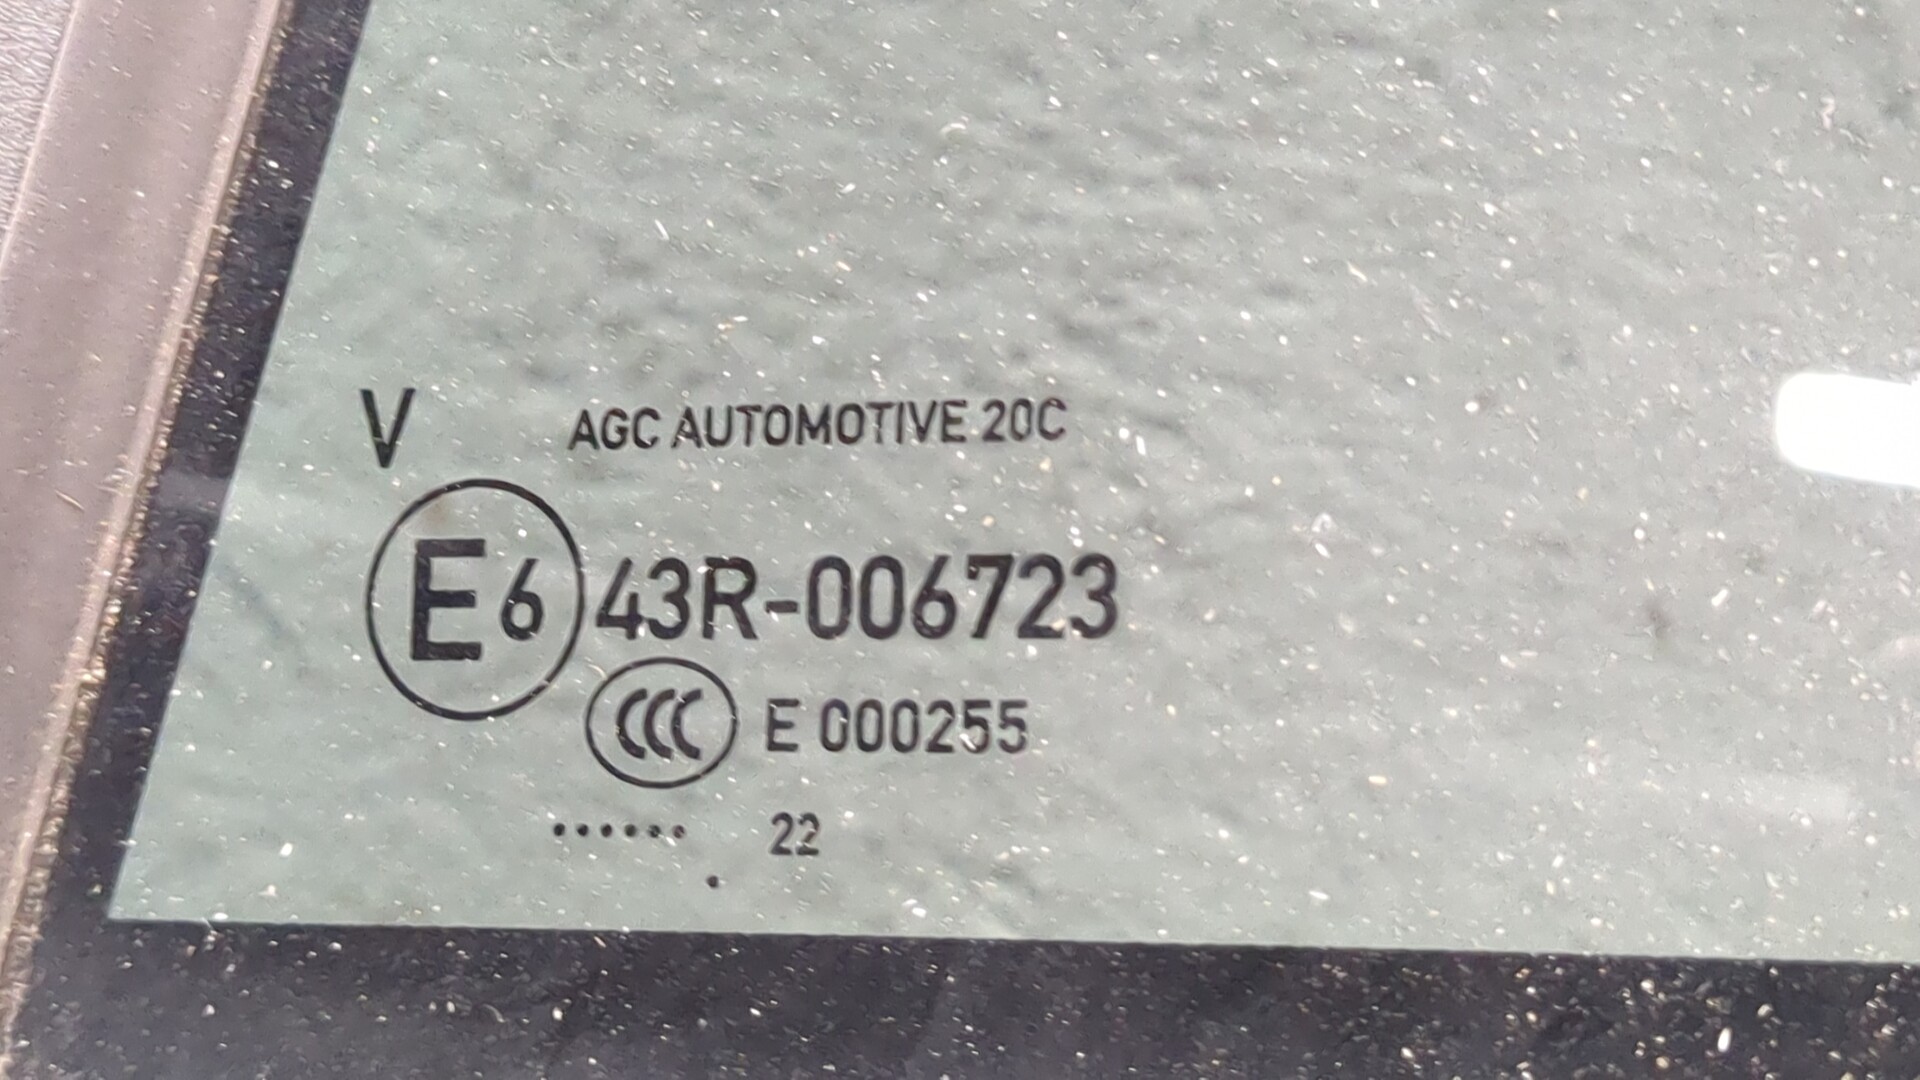 V AGC AUTOMOTIVE 20C
E6 43R-006723
CCC E 000255
...... 22
.